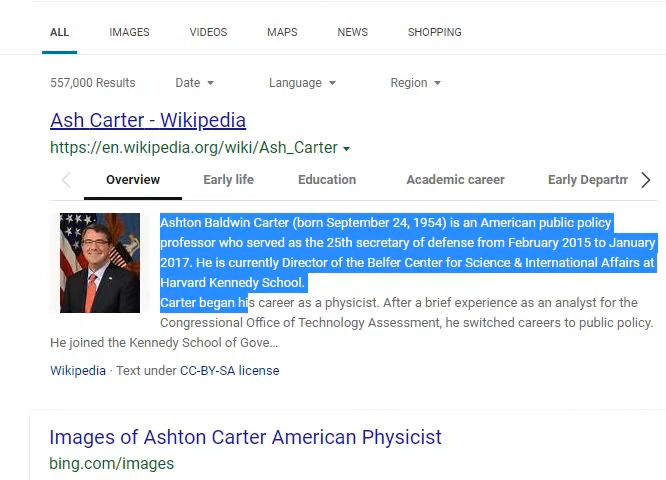 ALL IMAGES VIDEOS MAPS NEWS SHOPPING
557,000 Results Date Language Region
Ash Carter - Wikipedia
https://en.wikipedia.org/wiki/Ash_Carter
Overview Early life Education Academic career Early Departm
Ashton Baldwin Carter (born September 24, 1954) is an American public policy
professor who served as the 25th secretary of defense from February 2015 to January
2017. He is currently Director of the Belfer Center for Science & International Affairs at
Harvard Kennedy School.
Carter began his career as a physicist. After a brief experience as an analyst for the
Congressional Office of Technology Assessment, he switched careers to public policy.
He joined the Kennedy School of Gove…
Wikipedia · Text under CC-BY-SA license
Images of Ashton Carter American Physicist
bing.com/images